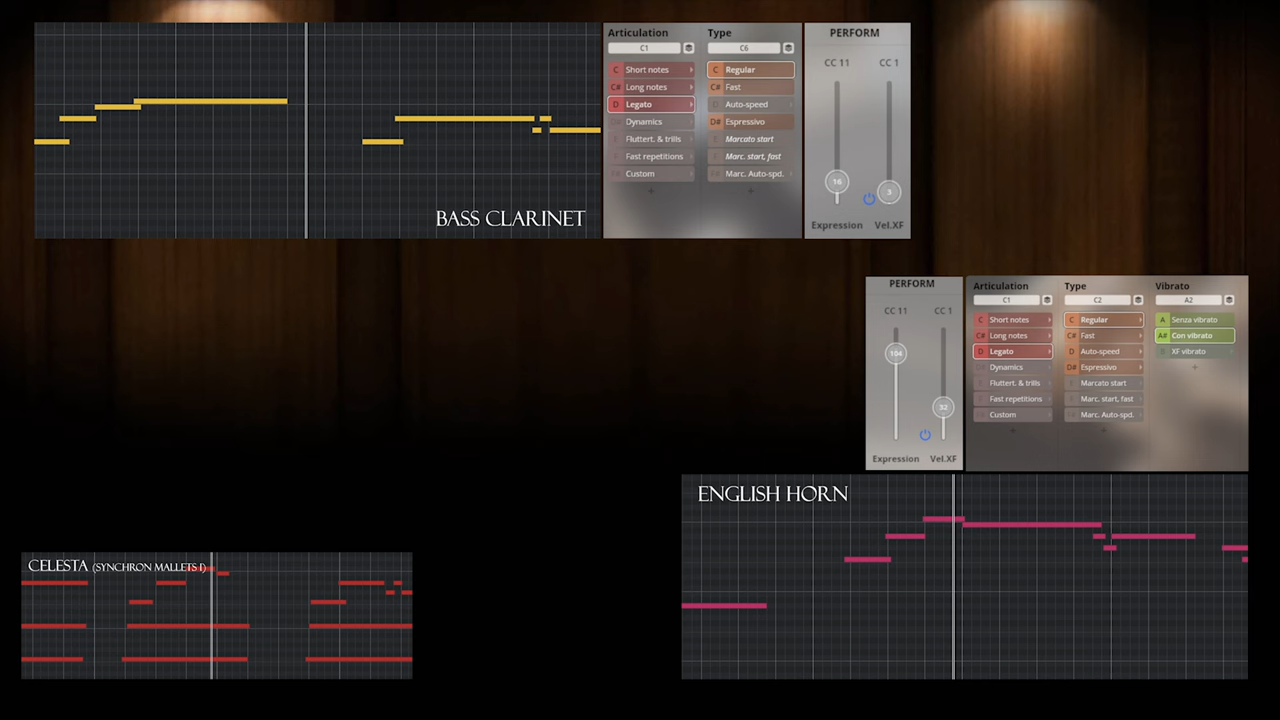 Articulation
C1
C Short notes
C# Long notes
D Legato
Dynamics
Fluttert. & trills
Fast repetitions
Custom
+
Type
C6
C Regular
C# Fast
Auto-speed
D# Espressivo
Marcato start
Marc. start, fast
Marc. Auto-spd.
+
PERFORM
CC 11 CC 1
16
3
Expression Vel.XF
BASS CLARINET
PERFORM
CC 11 CC 1
104
32
Expression Vel.XF
Articulation
C1
C Short notes
C# Long notes
D Legato
Dynamics
Fluttert. & trills
Fast repetitions
Custom
+
Type
C2
C Regular
C# Fast
D Auto-speed
D# Espressivo
Marcato start
Marc. start, fast
Marc. Auto-spd.
+
Vibrato
A2
A Senza vibrato
A# Con vibrato
XF vibrato
+
ENGLISH HORN
CELESTA (SYNCHRON MALLETS I)